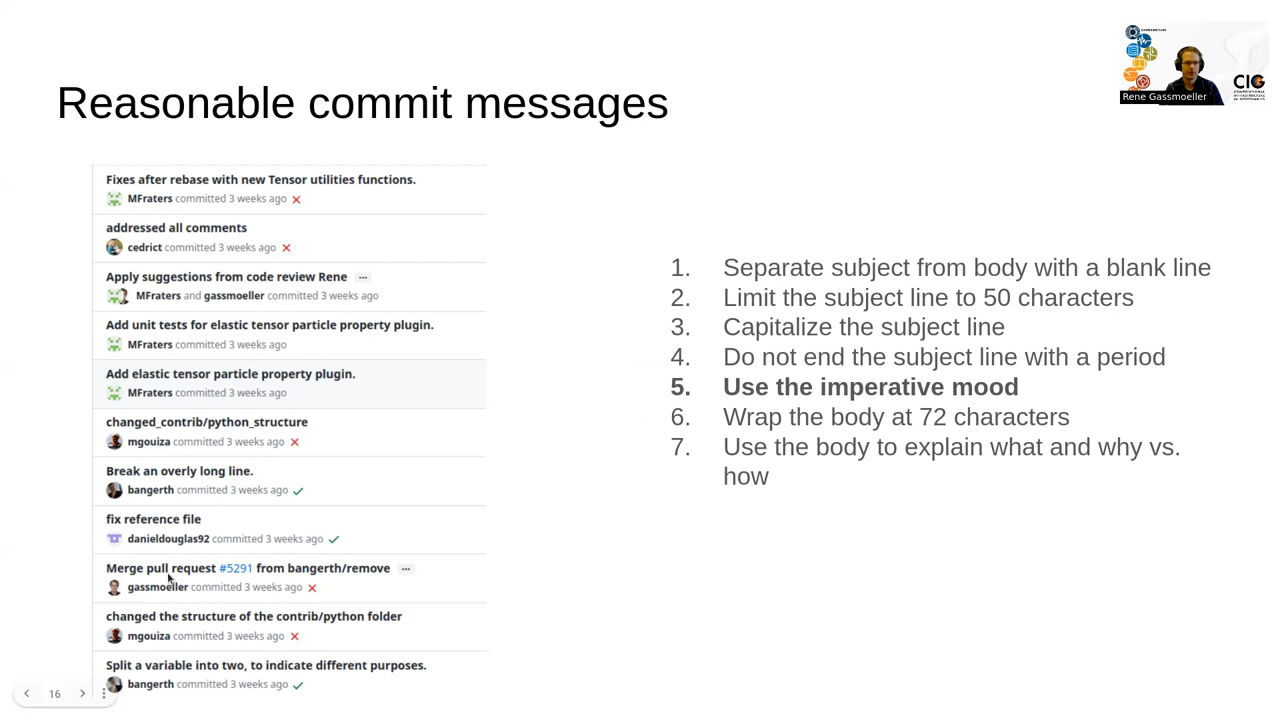 Reasonable commit messages
Rene Gassmoeller
CIG
Fixes after rebase with new Tensor utilities functions.
MFraters committed 3 weeks ago
addressed all comments
cedrict committed 3 weeks ago
Apply suggestions from code review Rene
MFraters and gassmoeller committed 3 weeks ago
Add unit tests for elastic tensor particle property plugin.
MFraters committed 3 weeks ago
Add elastic tensor particle property plugin.
MFraters committed 3 weeks ago
changed_contrib/python_structure
mgouiza committed 3 weeks ago
Break an overly long line.
bangerth committed 3 weeks ago
fix reference file
danieldouglas92 committed 3 weeks ago
Merge pull request #5291 from bangerth/remove
gassmoeller committed 3 weeks ago
changed the structure of the contrib/python folder
mgouiza committed 3 weeks ago
Split a variable into two, to indicate different purposes.
bangerth committed 3 weeks ago
1. Separate subject from body with a blank line
2. Limit the subject line to 50 characters
3. Capitalize the subject line
4. Do not end the subject line with a period
5. Use the imperative mood
6. Wrap the body at 72 characters
7. Use the body to explain what and why vs.
how
16